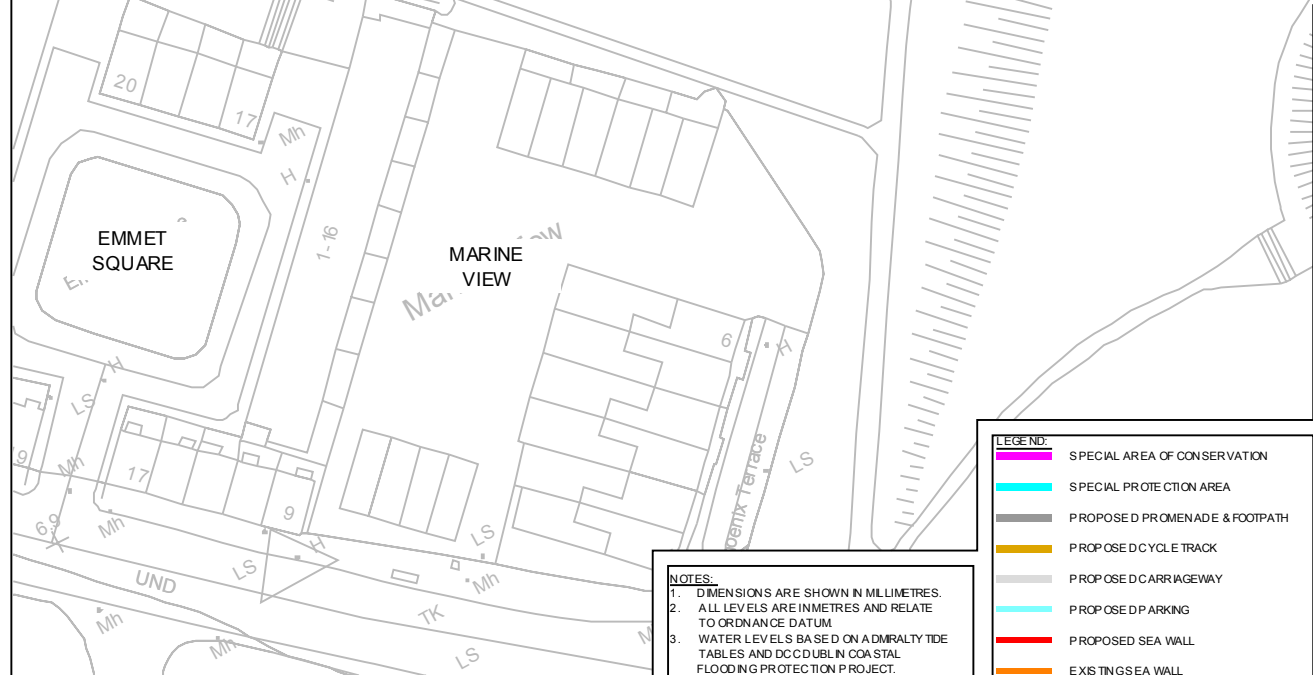 20
17
Mh
H
1-16
EMMET
SQUARE
MARINE
VIEW
6
H
H
LS
Phoenix Terrace
LS
19
Mh
17
9
6.9
Mh
H
LS
LS
Mh
UND
TK
Mh
Mh
LS
LEGEND:
SPECIAL AREA OF CONSERVATION
SPECIAL PROTECTION AREA
PROPOSED PROMENADE & FOOTPATH
PROPOSED CYCLE TRACK
PROPOSED CARRIAGEWAY
PROPOSED PARKING
PROPOSED SEA WALL
EXISTING SEA WALL
NOTES:
1. DIMENSIONS ARE SHOWN IN MILLIMETRES.
2. ALL LEVELS ARE IN METRES AND RELATE
TO ORDNANCE DATUM.
3. WATER LEVELS BASED ON ADMIRALTY TIDE
TABLES AND DCC DUBLIN COASTAL
FLOODING PROTECTION PROJECT.